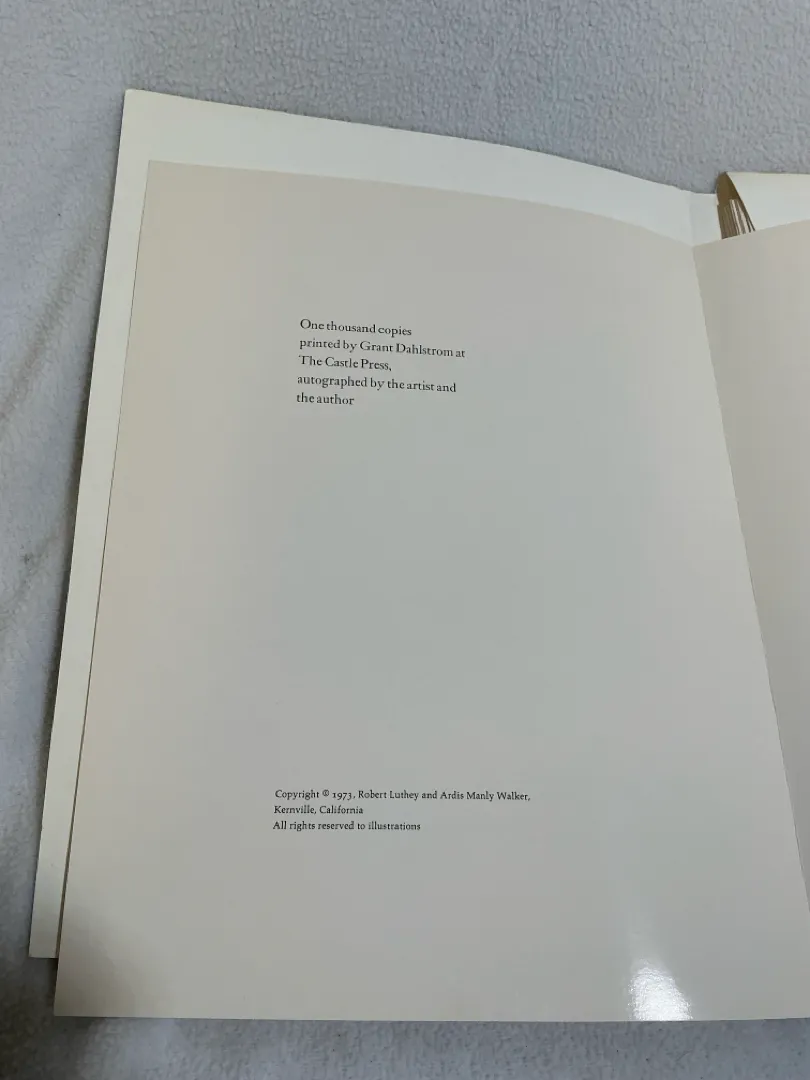 One thousand copies
printed by Grant Dahlstrom at
The Castle Press,
autographed by the artist and
the author
Copyright © 1973, Robert Luthey and Ardis Manly Walker,
Kernville, California
All rights reserved to illustrations